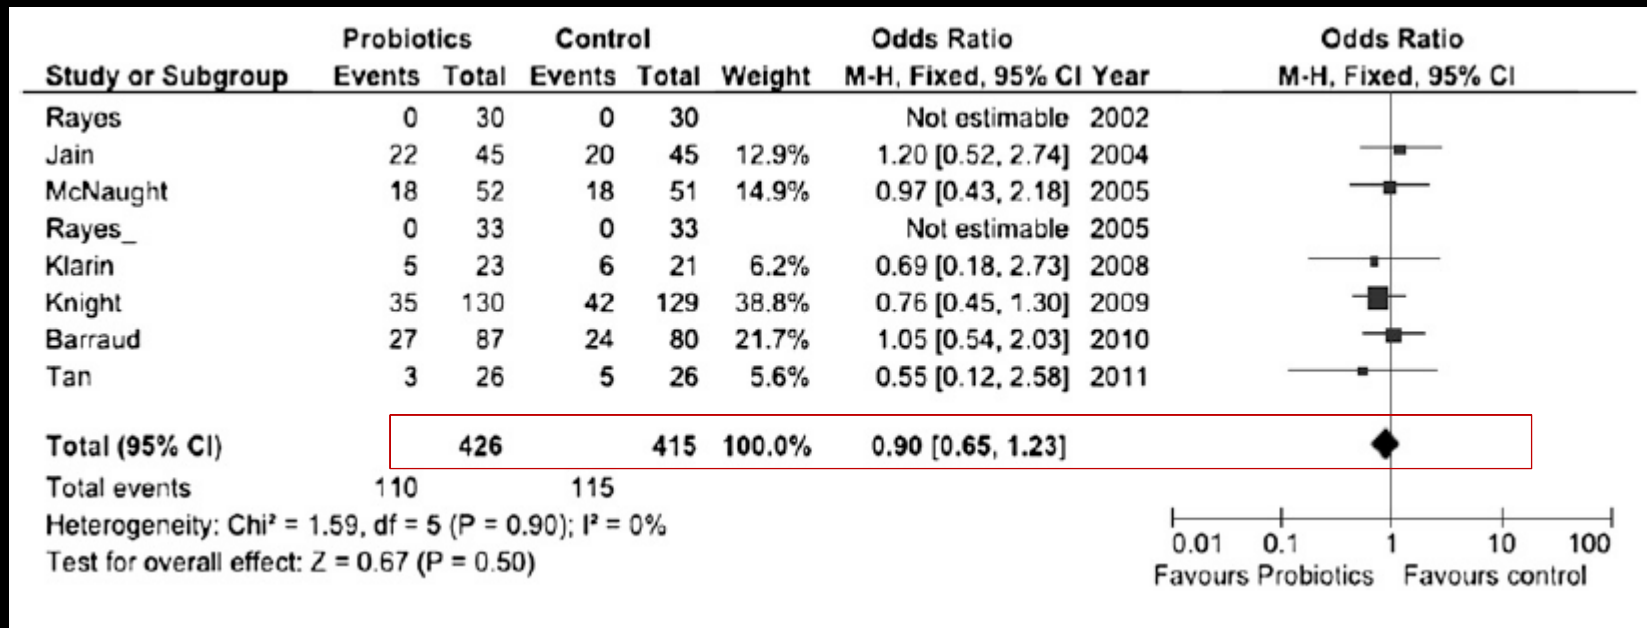 Probiotics Control Odds Ratio Odds Ratio
Study or Subgroup Events Total Events Total Weight M-H, Fixed, 95% CI Year M-H, Fixed, 95% CI
Rayes 0 30 0 30 Not estimable 2002
Jain 22 45 20 45 12.9% 1.20 [0.52, 2.74] 2004
McNaught 18 52 18 51 14.9% 0.97 [0.43, 2.18] 2005
Rayes_ 0 33 0 33 Not estimable 2005
Klarin 5 23 6 21 6.2% 0.69 [0.18, 2.73] 2008
Knight 35 130 42 129 38.8% 0.76 [0.45, 1.30] 2009
Barraud 27 87 24 80 21.7% 1.05 [0.54, 2.03] 2010
Tan 3 26 5 26 5.6% 0.55 [0.12, 2.58] 2011
Total (95% CI) 426 415 100.0% 0.90 [0.65, 1.23]
Total events 110 115
Heterogeneity: Chi² = 1.59, df = 5 (P = 0.90); I² = 0%
Test for overall effect: Z = 0.67 (P = 0.50)
0.01 0.1 1 10 100
Favours Probiotics Favours control